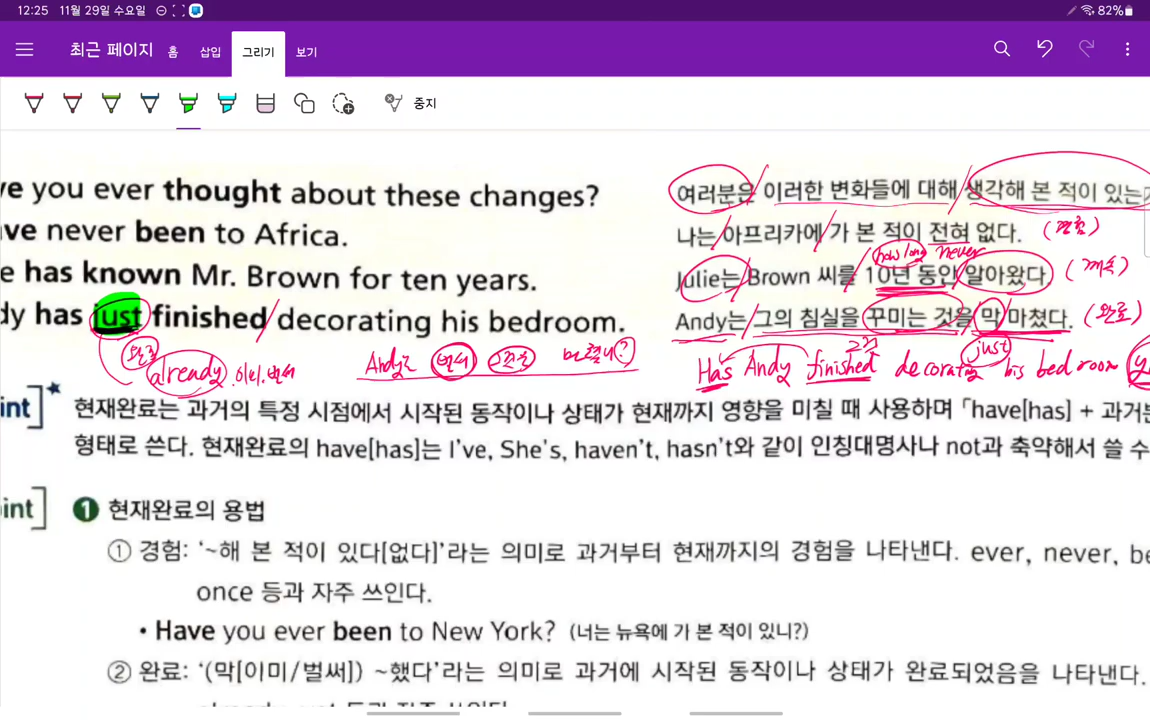 12:25 11월 29일 수요일 82%
최근 페이지 홈 삽입 그리기 보기
중지
ve you ever thought about these changes? 여러분은 이러한 변화들에 대해 생각해 본 적이 있는
ve never been to Africa. 나는 아프리카에 가 본 적이 전혀 없다. (경험)
how long never
e has known Mr. Brown for ten years. Julie는 Brown 씨를 10년 동안 알아왔다. (계속)
dy has just finished decorating his bedroom. Andy는 그의 침실을 꾸미는 것을 막 마쳤다. (완료)
완료 already 이미.벌써 Andy는 Has Andy finished decorating just his bedroom
int] 현재완료는 과거의 특정 시점에서 시작된 동작이나 상태가 현재까지 영향을 미칠 때 사용하며 「have[has] + 과거
형태로 쓴다. 현재완료의 have[has]는 I've, She's, haven't, hasn't와 같이 인칭대명사나 not과 축약해서 쓸 수
int] 1 현재완료의 용법
① 경험: ‘~해 본 적이 있다[없다]’라는 의미로 과거부터 현재까지의 경험을 나타낸다. ever, never, be
once 등과 자주 쓰인다.
• Have you ever been to New York? (너는 뉴욕에 가 본 적이 있니?)
② 완료: ‘(막[이미/벌써]) ~했다’라는 의미로 과거에 시작된 동작이나 상태가 완료되었음을 나타낸다.